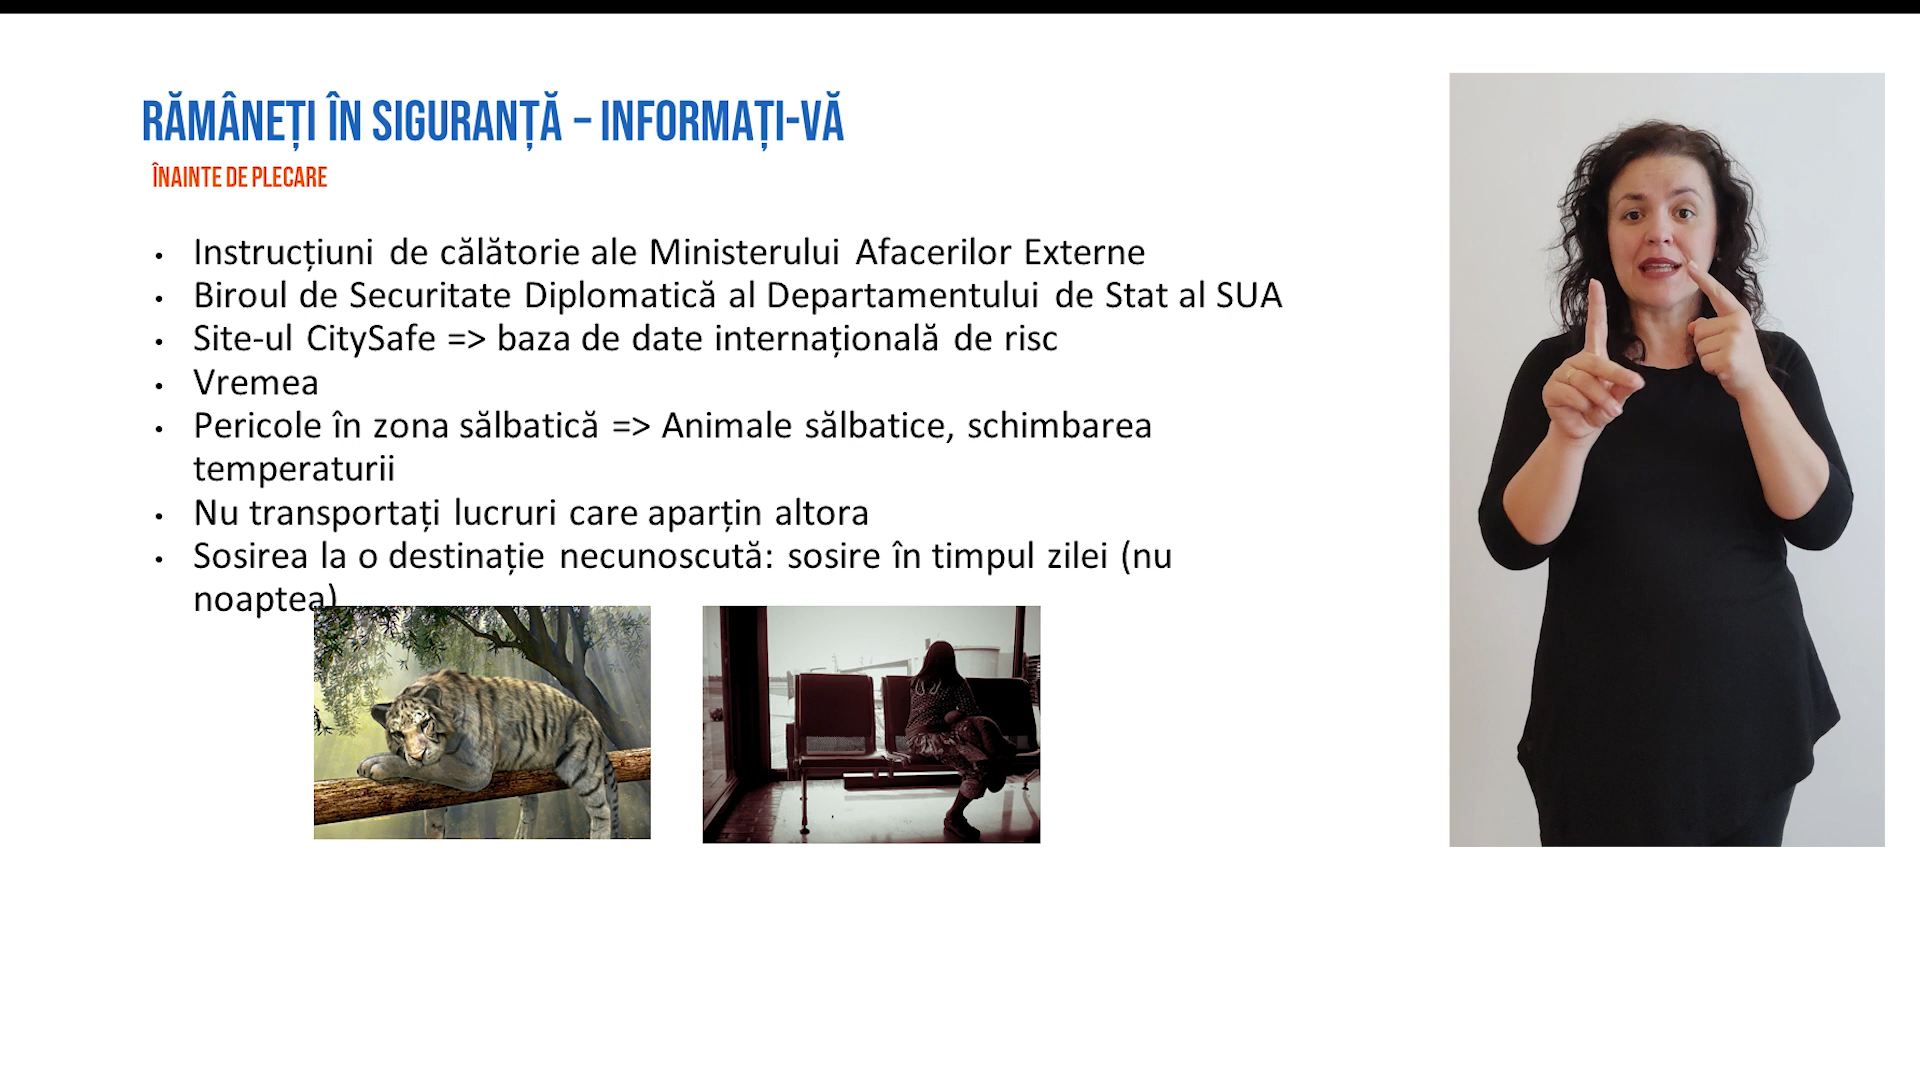 RĂMÂNEȚI ÎN SIGURANȚĂ – INFORMAȚI-VĂ
ÎNAINTE DE PLECARE
• Instrucțiuni de călătorie ale Ministerului Afacerilor Externe
• Biroul de Securitate Diplomatică al Departamentului de Stat al SUA
• Site-ul CitySafe => baza de date internațională de risc
• Vremea
• Pericole în zona sălbatică => Animale sălbatice, schimbarea
temperaturii
• Nu transportați lucruri care aparțin altora
• Sosirea la o destinație necunoscută: sosire în timpul zilei (nu
noaptea)